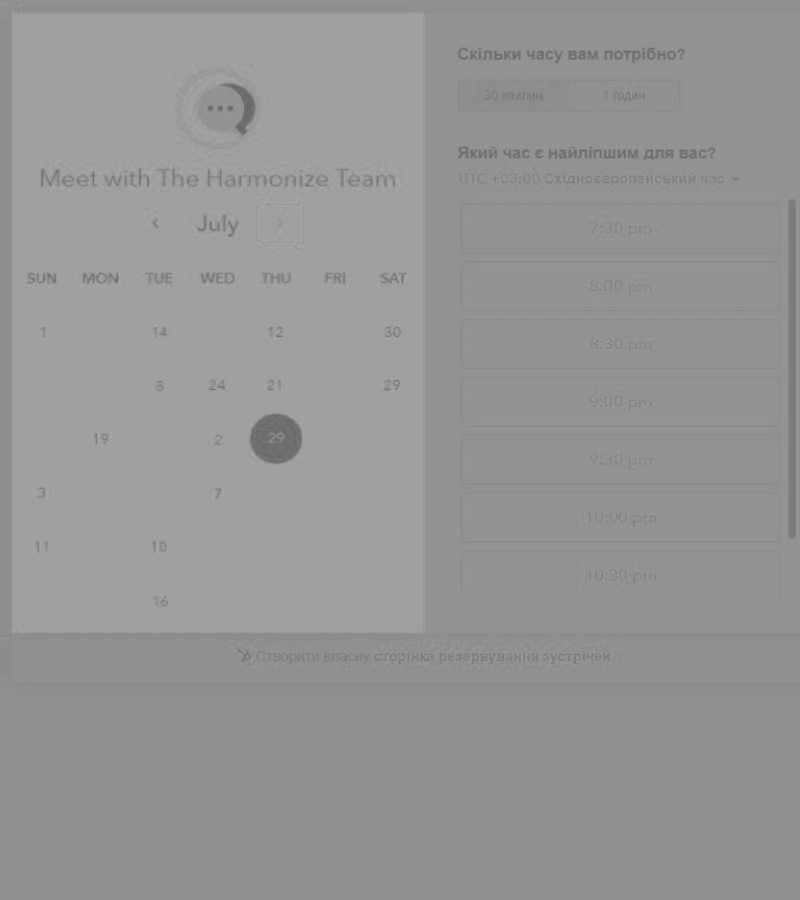 Meet with The Harmonize Team
July
SUN MON TUE WED THU FRI SAT
1 14 12 30
8 24 21 29
19 2 29
3 7
11 10
16
Скільки часу вам потрібно?
30 хвилин 1 годин
Який час є найліпшим для вас?
UTC +03:00 Східноєвропейський час
7:30 pm
8:00 pm
8:30 pm
9:00 pm
9:30 pm
10:00 pm
10:30 pm
Створити власну сторінка резервування зустрічей